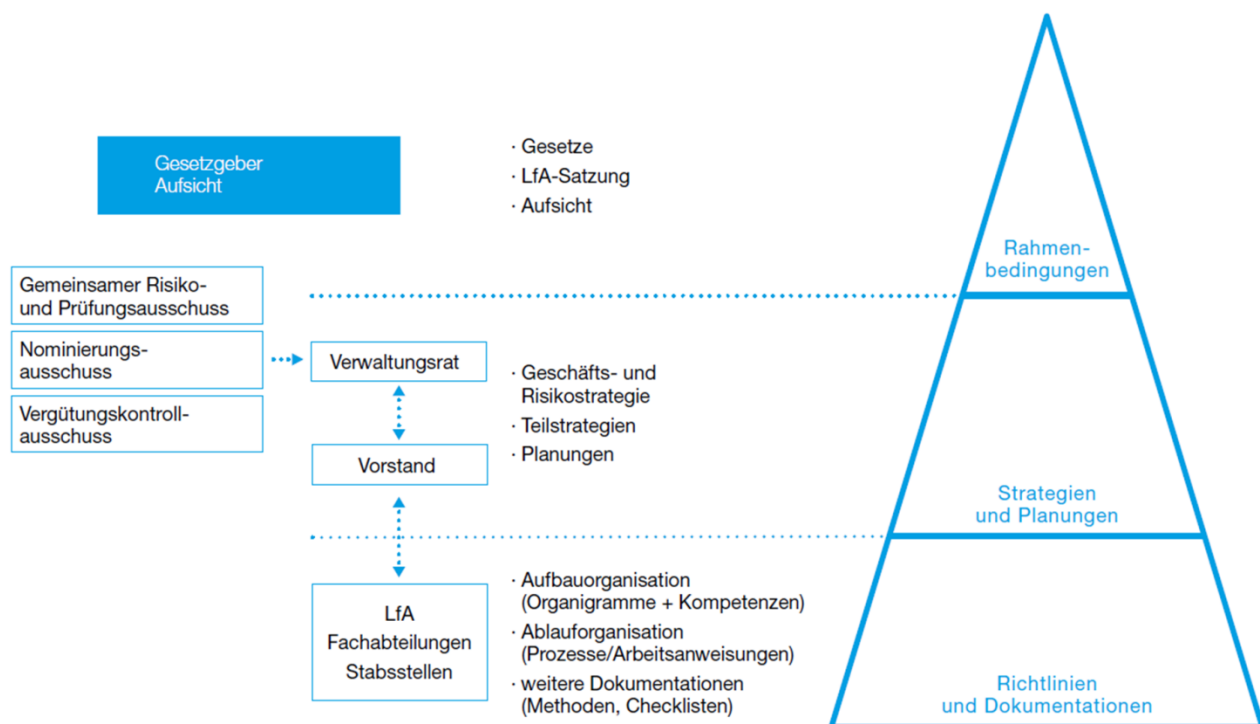 Gesetzgeber
Aufsicht
· Gesetze
· LfA-Satzung
· Aufsicht
Rahmen-
bedingungen
Gemeinsamer Risiko-
und Prüfungsausschuss
Nominierungs-
ausschuss
Vergütungskontroll-
ausschuss
Verwaltungsrat
Vorstand
· Geschäfts- und
Risikostrategie
· Teilstrategien
· Planungen
Strategien
und Planungen
LfA
Fachabteilungen
Stabsstellen
· Aufbauorganisation
(Organigramme + Kompetenzen)
· Ablauforganisation
(Prozesse/Arbeitsanweisungen)
· weitere Dokumentationen
(Methoden, Checklisten)
Richtlinien
und Dokumentationen